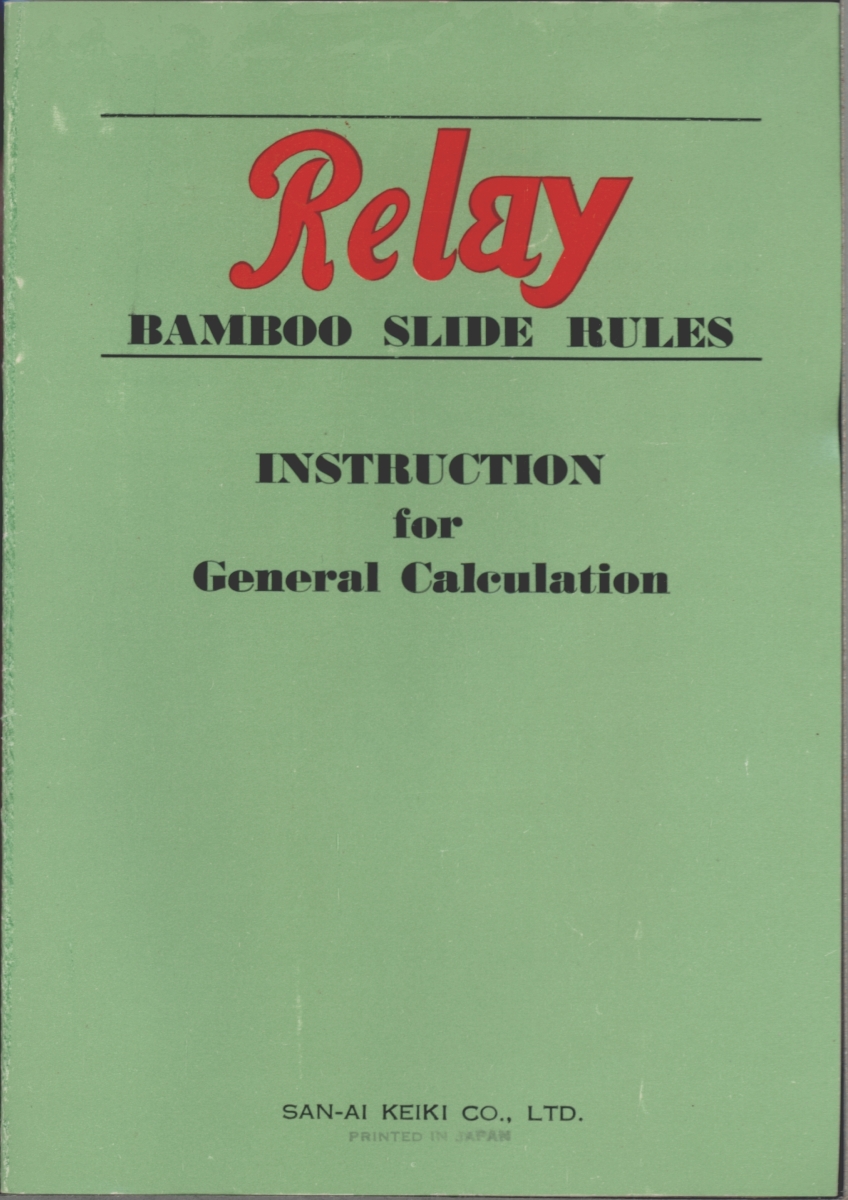 Relay
BAMBOO SLIDE RULES
INSTRUCTION
for
General Calculation
SAN-AI KEIKI CO., LTD.
PRINTED IN JAPAN